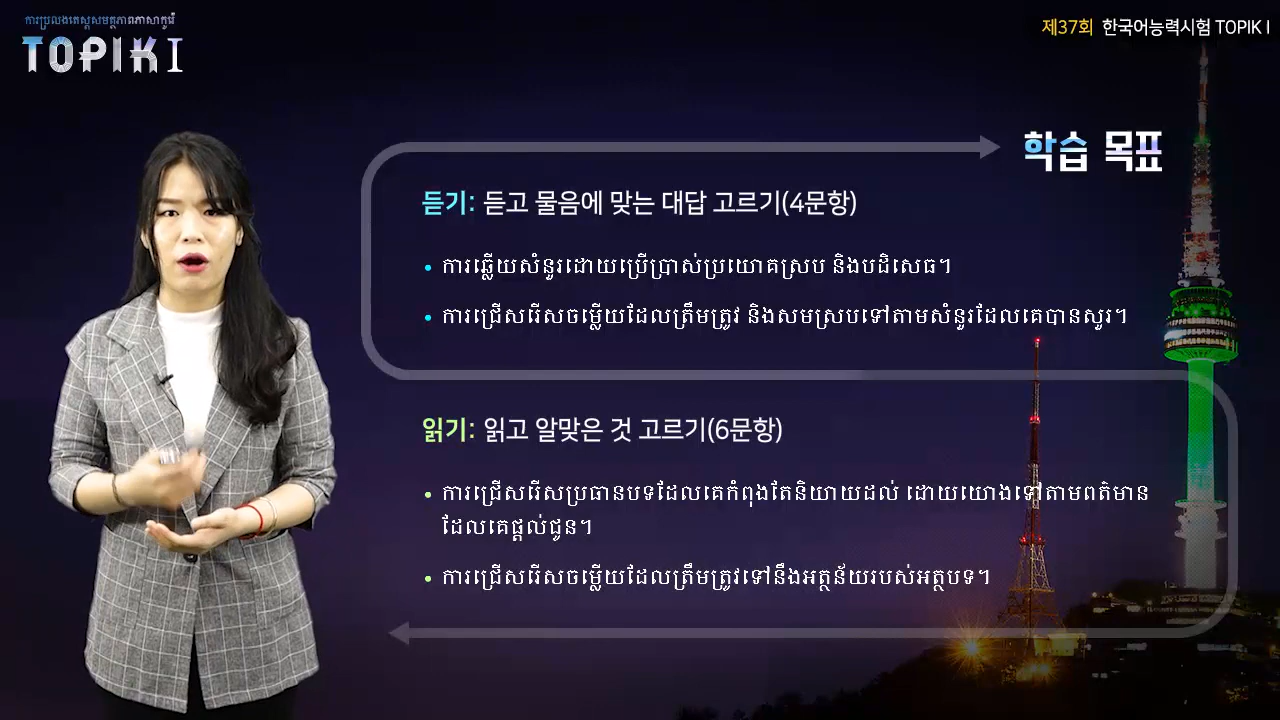 ការប្រលងតេស្តសមត្ថភាពភាសាកូរ៉េ
TOPIK I
제37회 한국어능력시험 TOPIK I
학습 목표
듣기: 듣고 물음에 맞는 대답 고르기(4문항)
• ការឆ្លើយសំនួរដោយប្រើប្រាស់ប្រយោគស្រប និងបដិសេធ។
• ការជ្រើសរើសចម្លើយដែលត្រឹមត្រូវ និងសមស្របទៅតាមសំនួរដែលគេបានសួរ។
읽기: 읽고 알맞은 것 고르기(6문항)
• ការជ្រើសរើសប្រធានបទដែលគេកំពុងតែនិយាយដល់ ដោយយោងទៅតាមពត៌មាន
ដែលគេផ្តល់ជូន។
• ការជ្រើសរើសចម្លើយដែលត្រឹមត្រូវទៅនឹងអត្ថន័យរបស់អត្ថបទ។